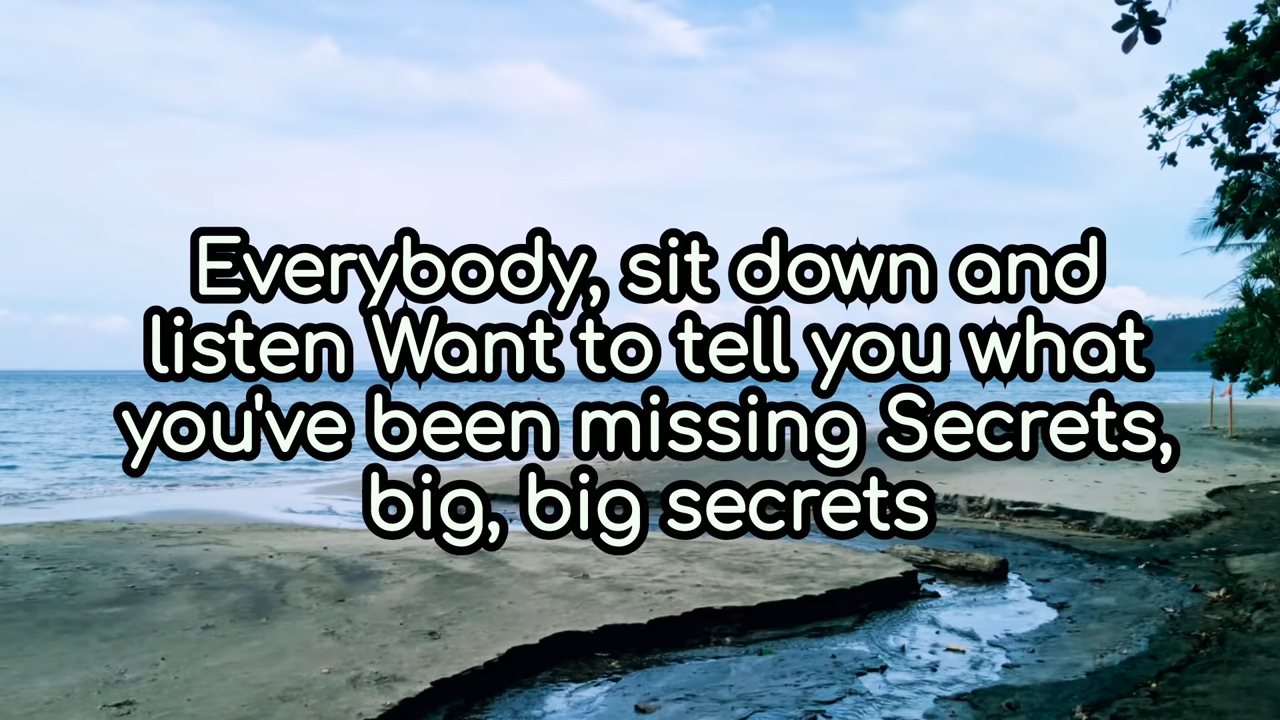 Everybody, sit down and
listen Want to tell you what
you've been missing Secrets,
big, big secrets